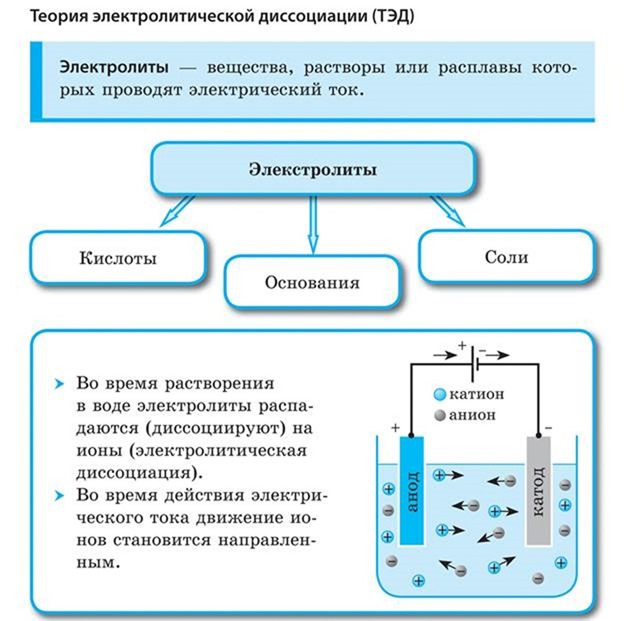 Теория электролитической диссоциации (ТЭД)
Электролиты — вещества, растворы или расплавы кото-
рых проводят электрический ток.
Элекстролиты
Кислоты
Основания
Соли
➤ Во время растворения
в воде электролиты распа-
даются (диссоциируют) на
ионы (электролитическая
диссоциация).
➤ Во время действия электри-
ческого тока движение ио-
нов становится направлен-
ным.
+ −
катион
анион
+ −
анод
катод